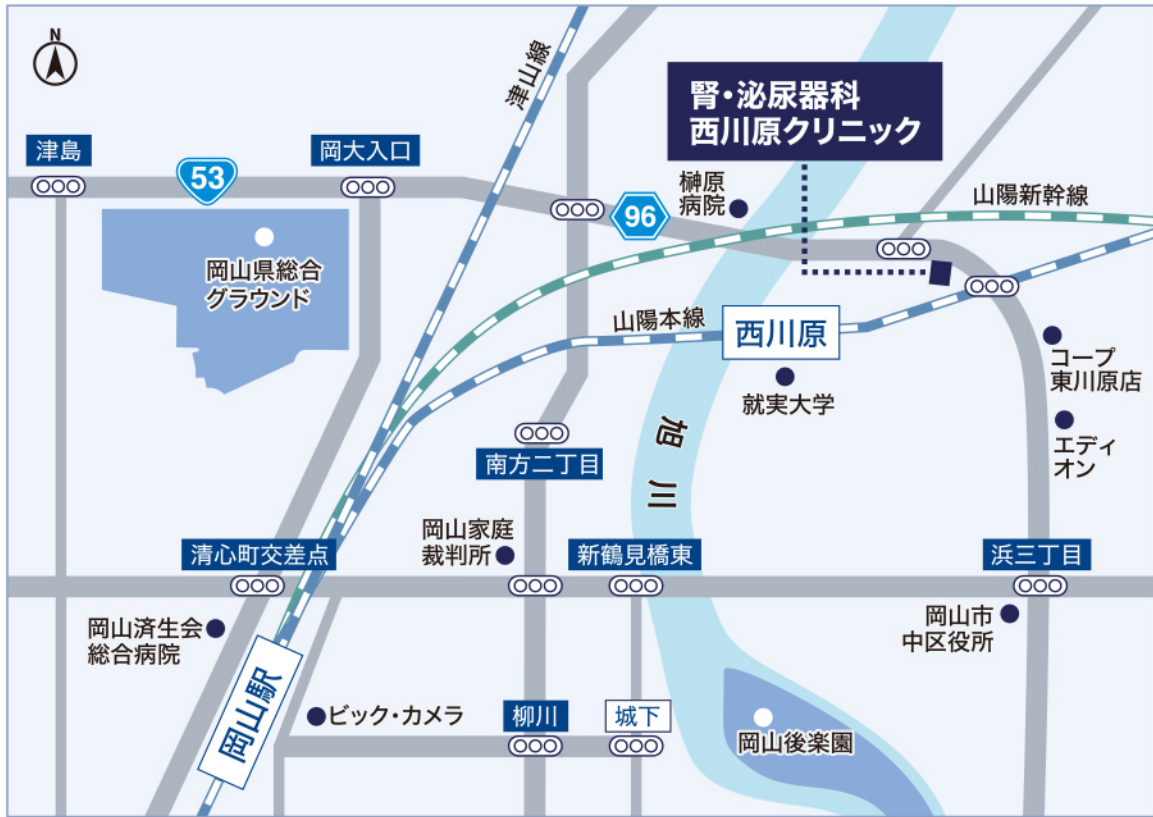 N
津山線
腎・泌尿器科
西川原クリニック
津島
53
岡大入口
96
榊原
病院
山陽新幹線
岡山県総合
グラウンド
山陽本線
西川原
就実大学
コープ
東川原店
エディ
オン
旭川
南方二丁目
清心町交差点
岡山家庭
裁判所
新鶴見橋東
浜三丁目
岡山済生会
総合病院
岡山市
中区役所
岡山駅
ビック・カメラ
柳川
城下
岡山後楽園